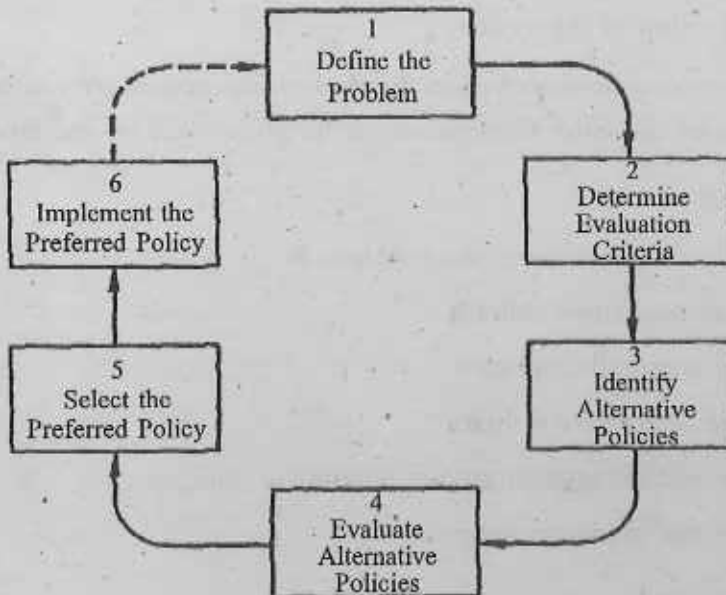 1
Define the
Problem
2
Determine
Evaluation
Criteria
3
Identify
Alternative
Policies
4
Evaluate
Alternative
Policies
5
Select the
Preferred Policy
6
Implement the
Preferred Policy